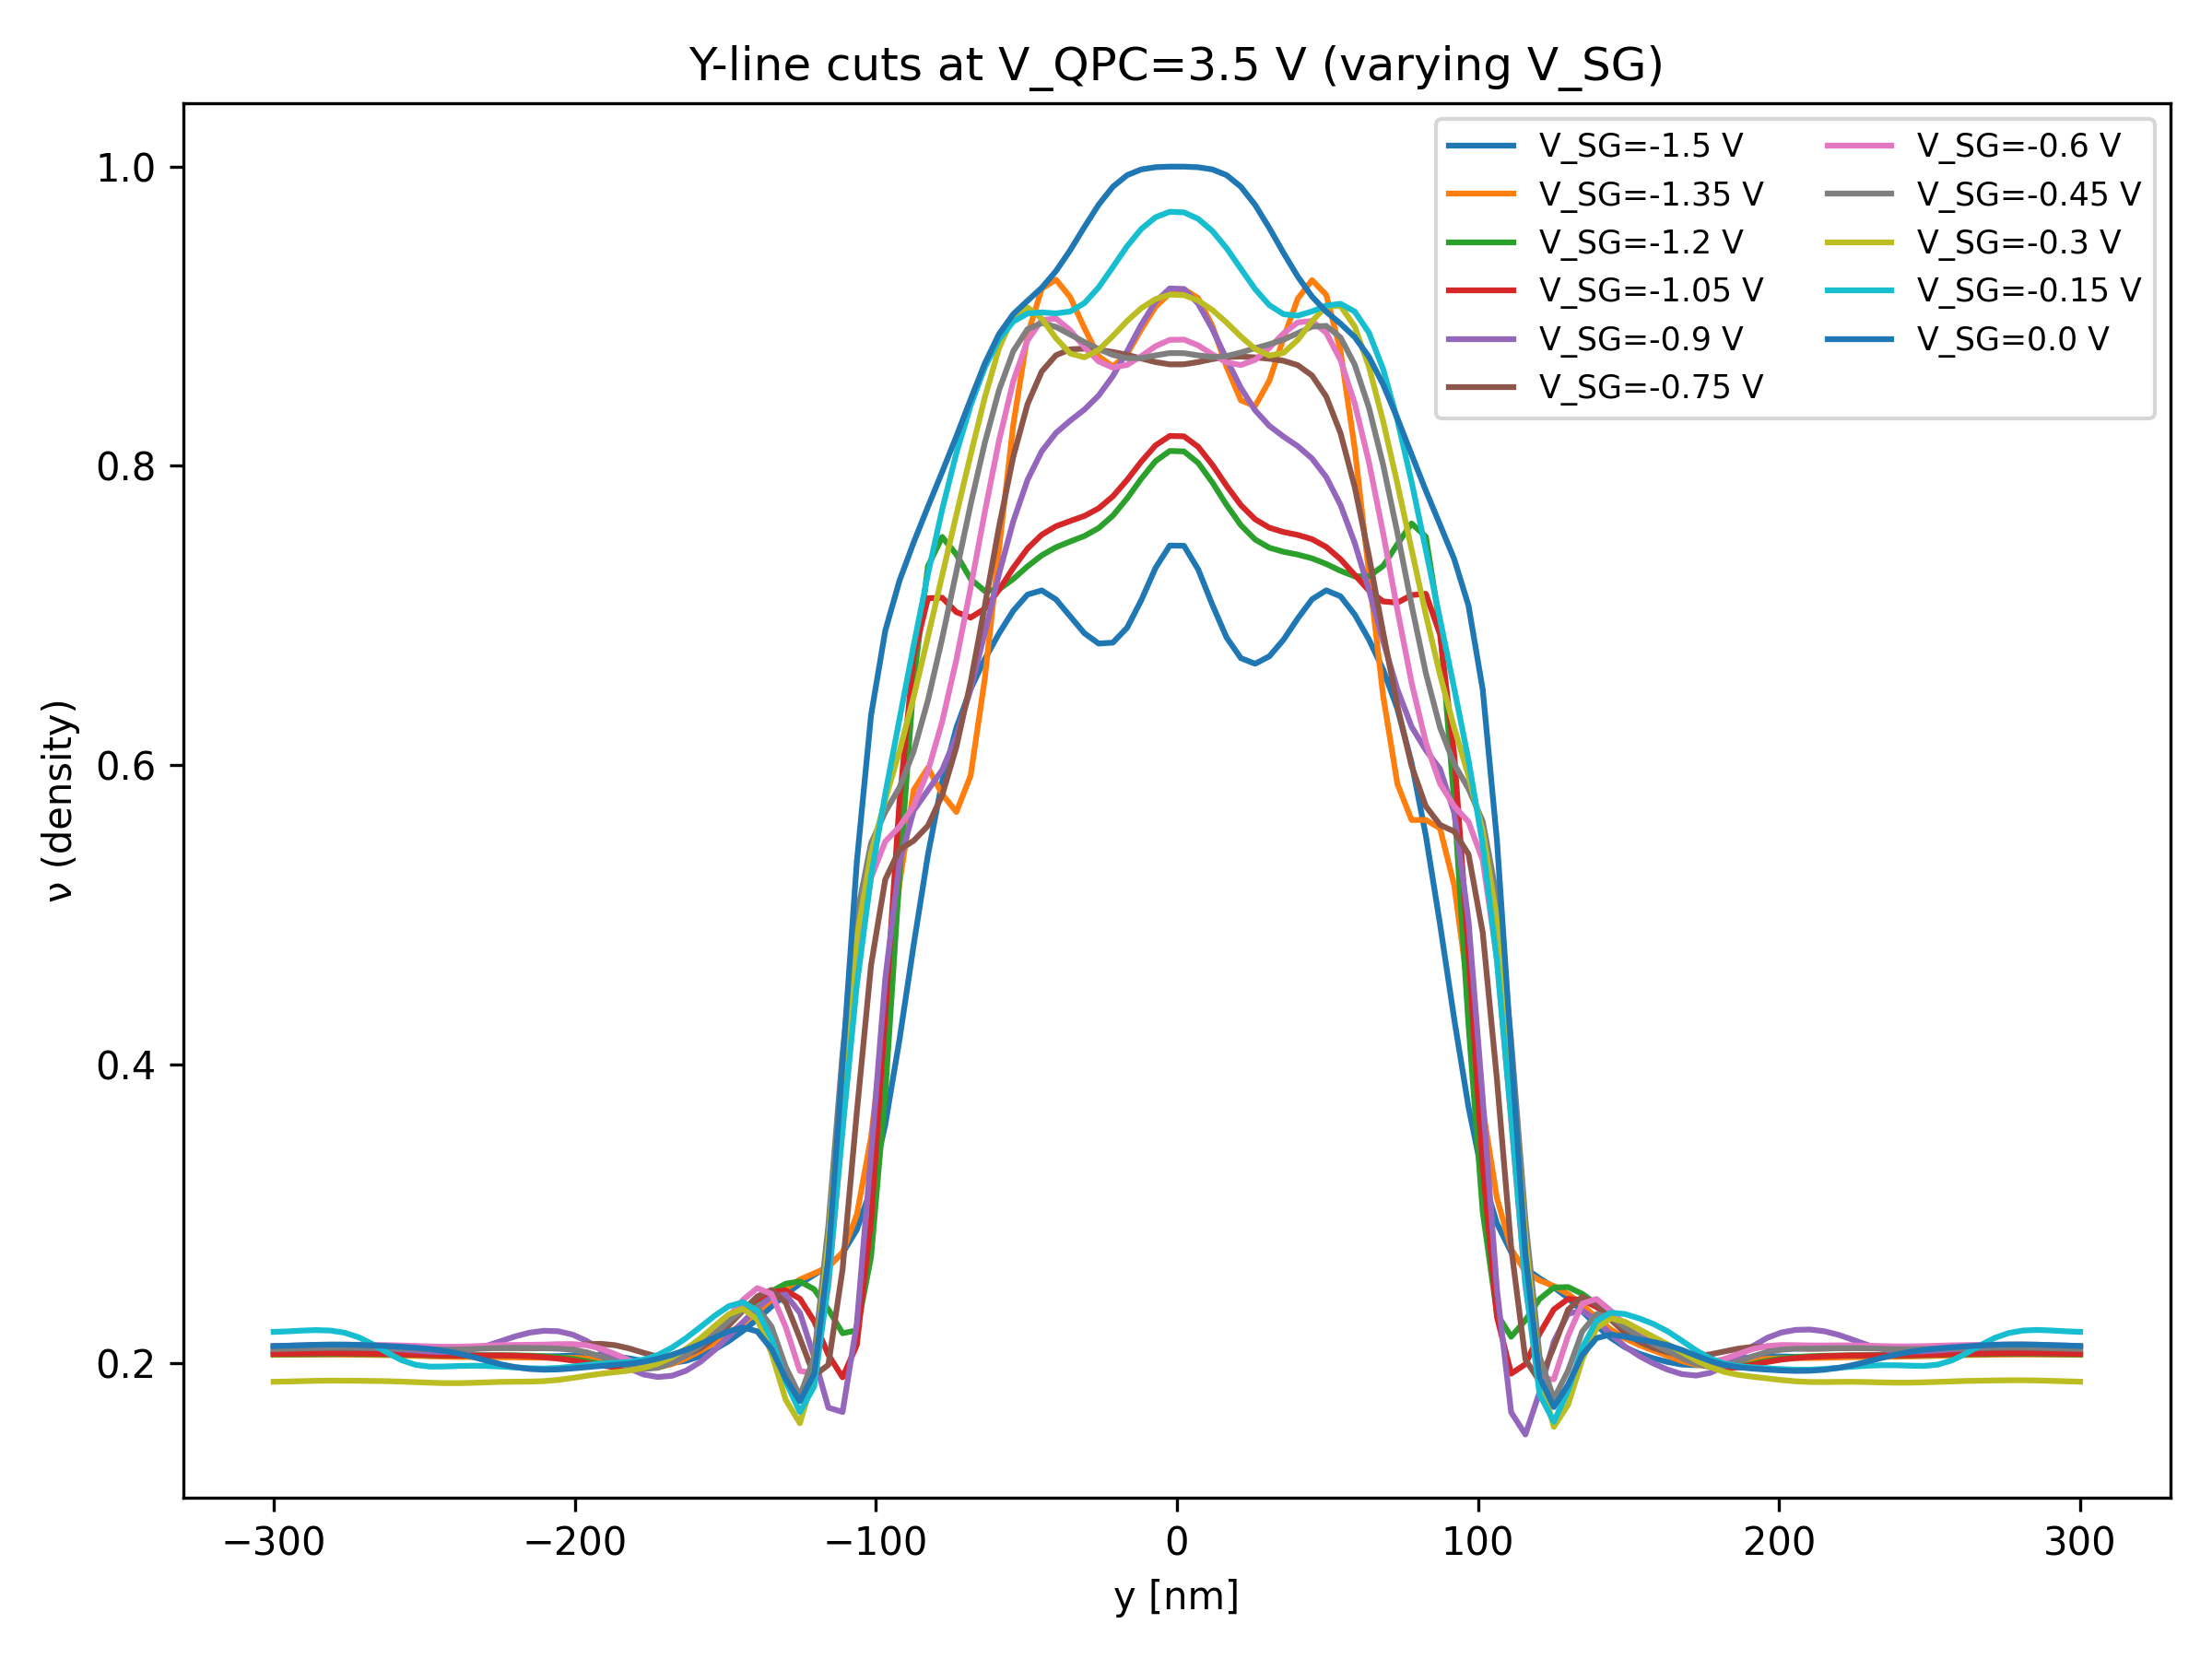 Y-line cuts at V_QPC=3.5 V (varying V_SG)
V_SG=-1.5 V
V_SG=-1.35 V
V_SG=-1.2 V
V_SG=-1.05 V
V_SG=-0.9 V
V_SG=-0.75 V
V_SG=-0.6 V
V_SG=-0.45 V
V_SG=-0.3 V
V_SG=-0.15 V
V_SG=0.0 V
ν (density)
1.0
0.8
0.6
0.4
0.2
−300
−200
−100
0
100
200
300
y [nm]